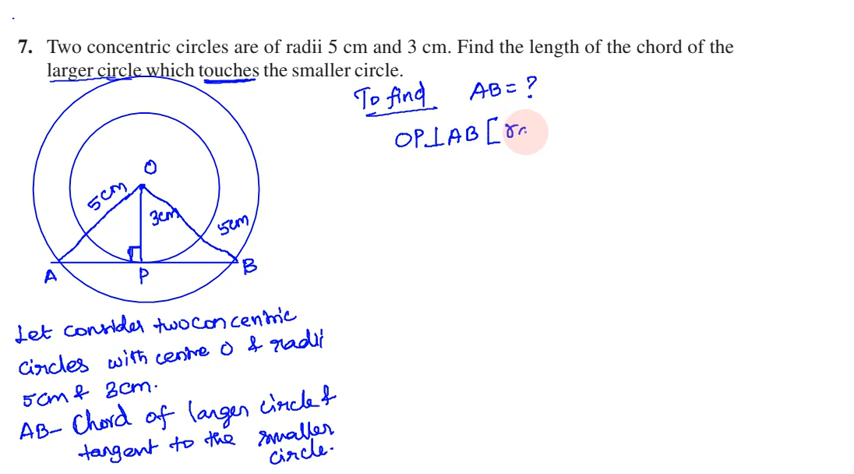 7. Two concentric circles are of radii 5 cm and 3 cm. Find the length of the chord of the
larger circle which touches the smaller circle.
To find AB = ?
OP⊥AB [
O
5cm
3cm
5cm
A
P
B
Let consider two concentric
circles with centre O & radii
5cm & 3cm.
AB- Chord of larger circle &
tangent to the smaller
circle.